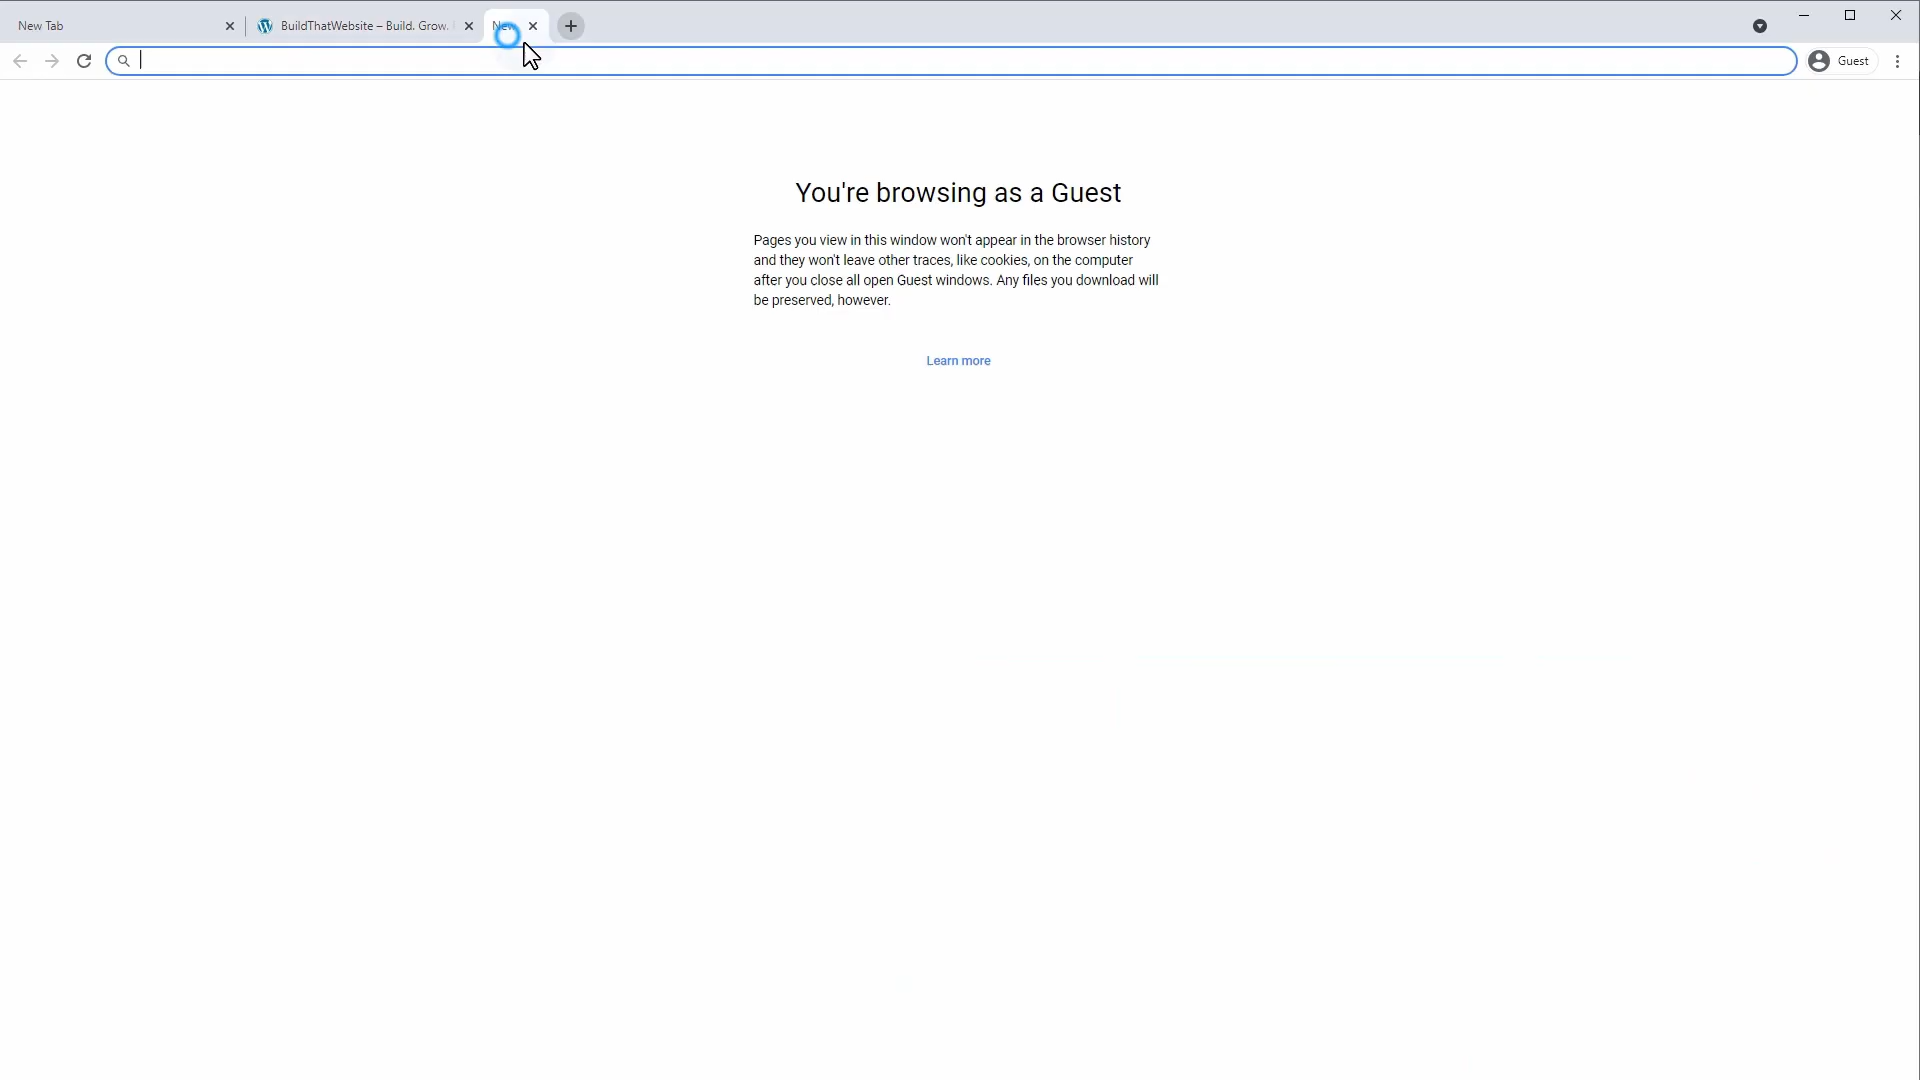 New Tab
BuildThatWebsite – Build. Grow.
Guest
You're browsing as a Guest
Pages you view in this window won't appear in the browser history
and they won't leave other traces, like cookies, on the computer
after you close all open Guest windows. Any files you download will
be preserved, however.
Learn more